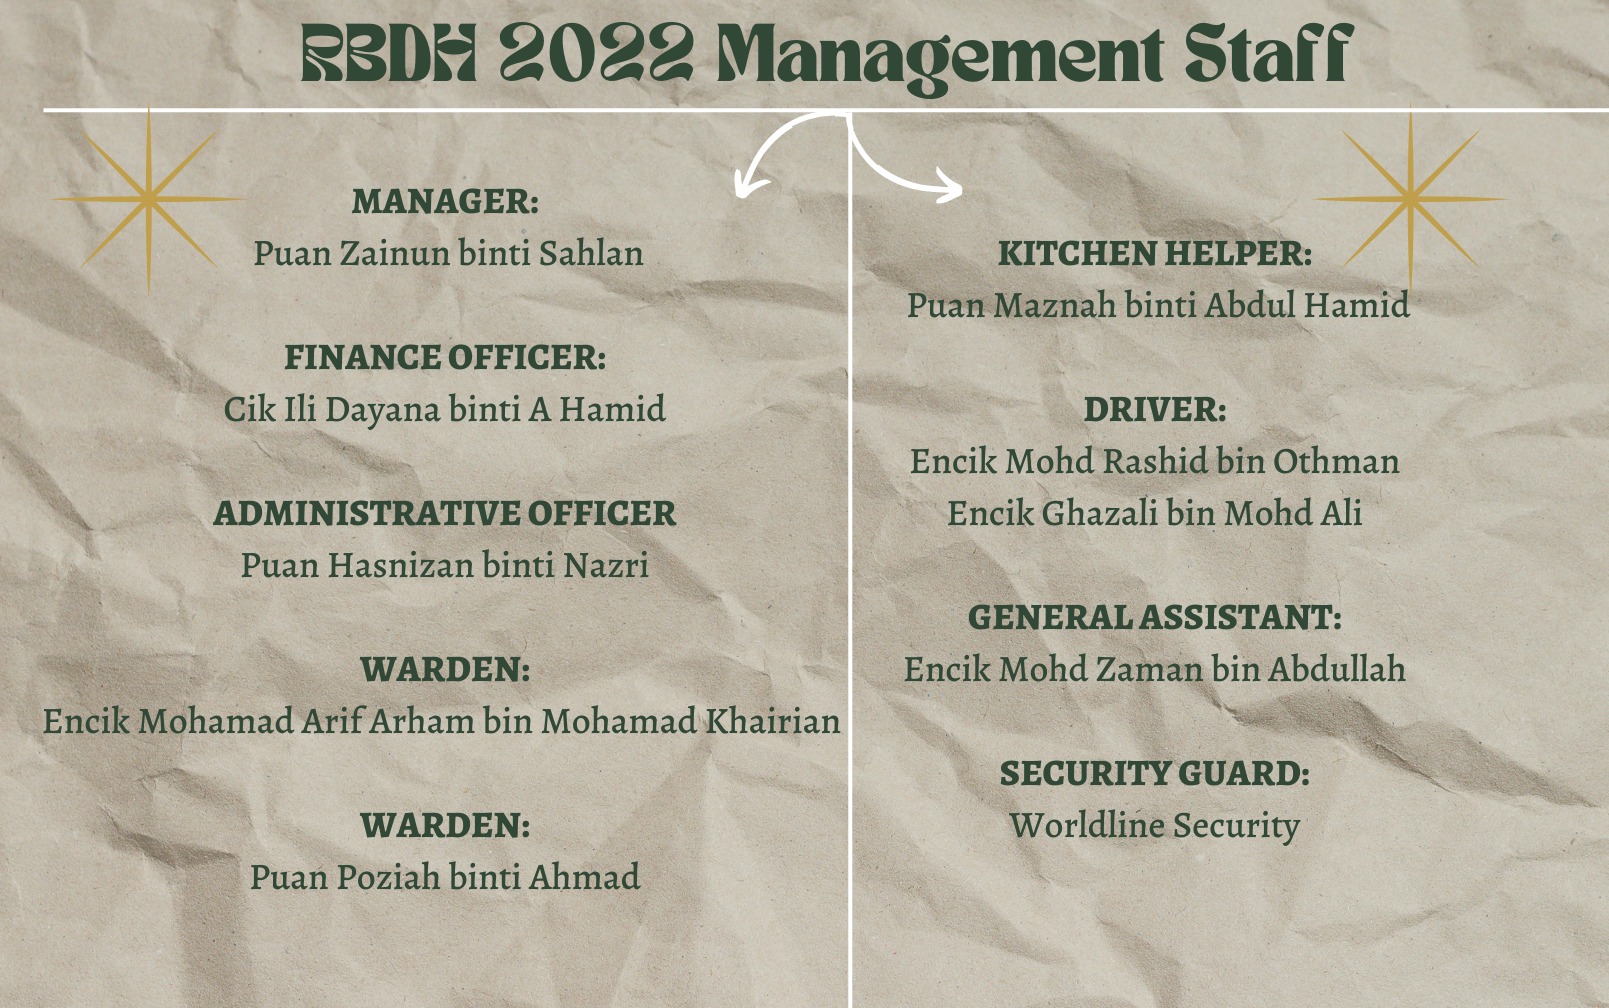 RBDH 2022 Management Staff
MANAGER:
Puan Zainun binti Sahlan
FINANCE OFFICER:
Cik Ili Dayana binti A Hamid
ADMINISTRATIVE OFFICER
Puan Hasnizan binti Nazri
WARDEN:
Encik Mohamad Arif Arham bin Mohamad Khairian
WARDEN:
Puan Poziah binti Ahmad
KITCHEN HELPER:
Puan Maznah binti Abdul Hamid
DRIVER:
Encik Mohd Rashid bin Othman
Encik Ghazali bin Mohd Ali
GENERAL ASSISTANT:
Encik Mohd Zaman bin Abdullah
SECURITY GUARD:
Worldline Security